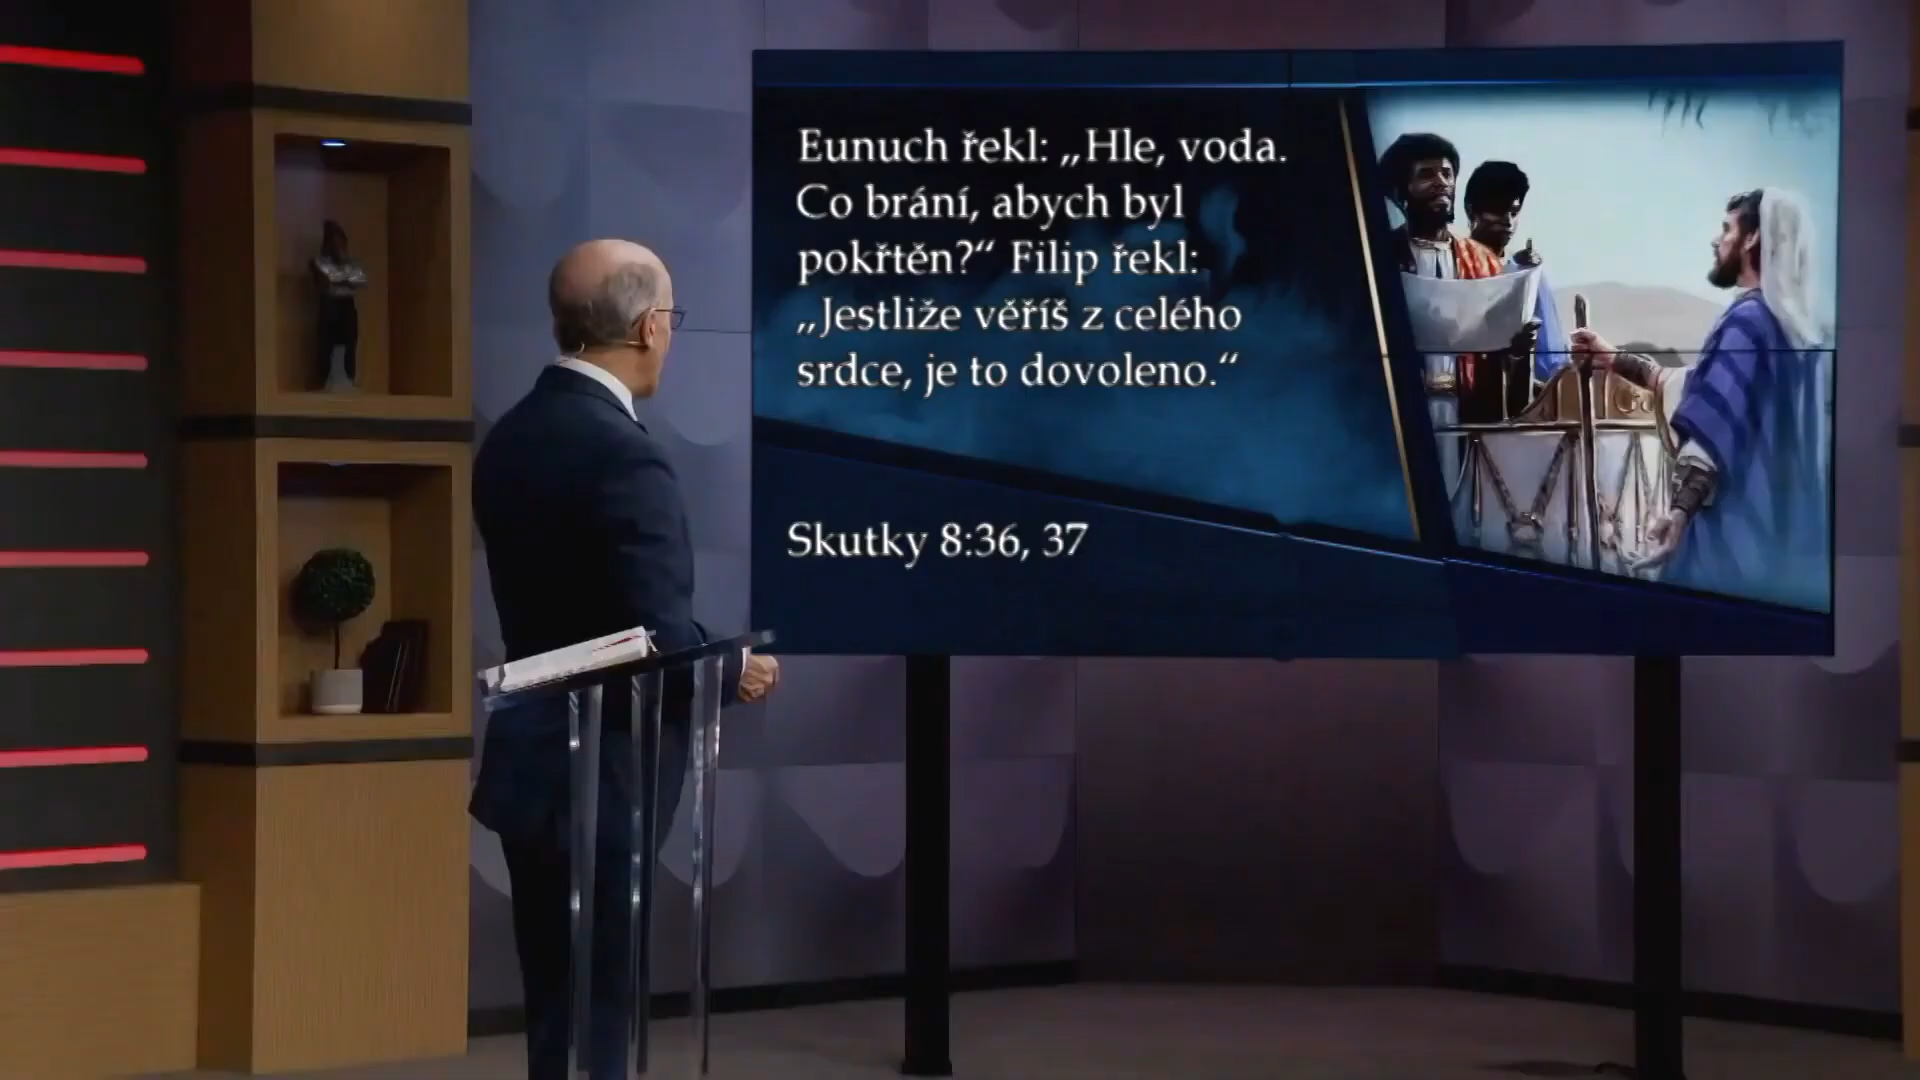 Eunuch řekl: „Hle, voda.
Co brání, abych byl
pokřtěn?“ Filip řekl:
„Jestliže věříš z celého
srdce, je to dovoleno.“
Skutky 8:36, 37